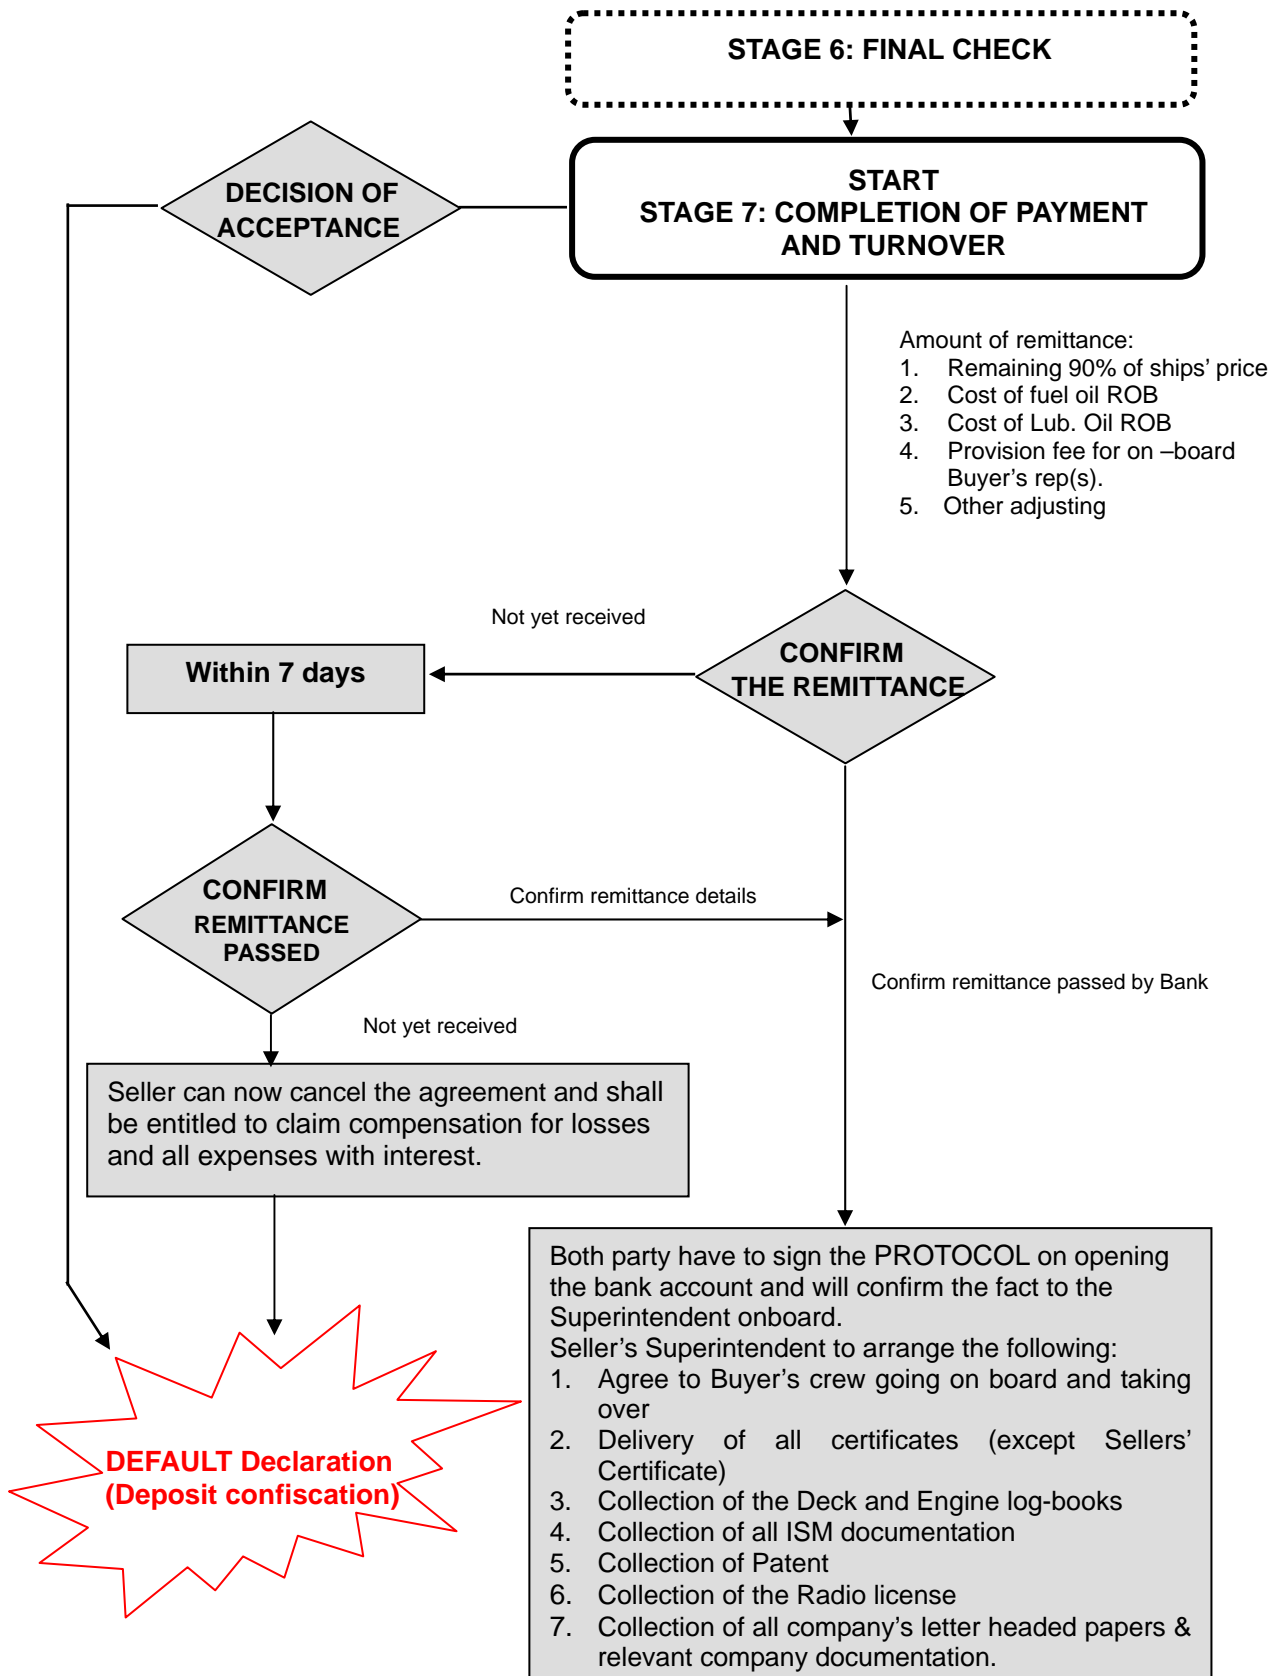 STAGE 6: FINAL CHECK
DECISION OF
ACCEPTANCE
START
STAGE 7: COMPLETION OF PAYMENT
AND TURNOVER
Amount of remittance:
1. Remaining 90% of ships’ price
2. Cost of fuel oil ROB
3. Cost of Lub. Oil ROB
4. Provision fee for on –board
Buyer’s rep(s).
5. Other adjusting
Not yet received
CONFIRM
THE REMITTANCE
Within 7 days
CONFIRM
REMITTANCE
PASSED
Confirm remittance details
Confirm remittance passed by Bank
Not yet received
Seller can now cancel the agreement and shall
be entitled to claim compensation for losses
and all expenses with interest.
Both party have to sign the PROTOCOL on opening
the bank account and will confirm the fact to the
Superintendent onboard.
Seller’s Superintendent to arrange the following:
1. Agree to Buyer’s crew going on board and taking
over
2. Delivery of all certificates (except Sellers’
Certificate)
3. Collection of the Deck and Engine log-books
4. Collection of all ISM documentation
5. Collection of Patent
6. Collection of the Radio license
7. Collection of all company’s letter headed papers &
relevant company documentation.
DEFAULT Declaration
(Deposit confiscation)